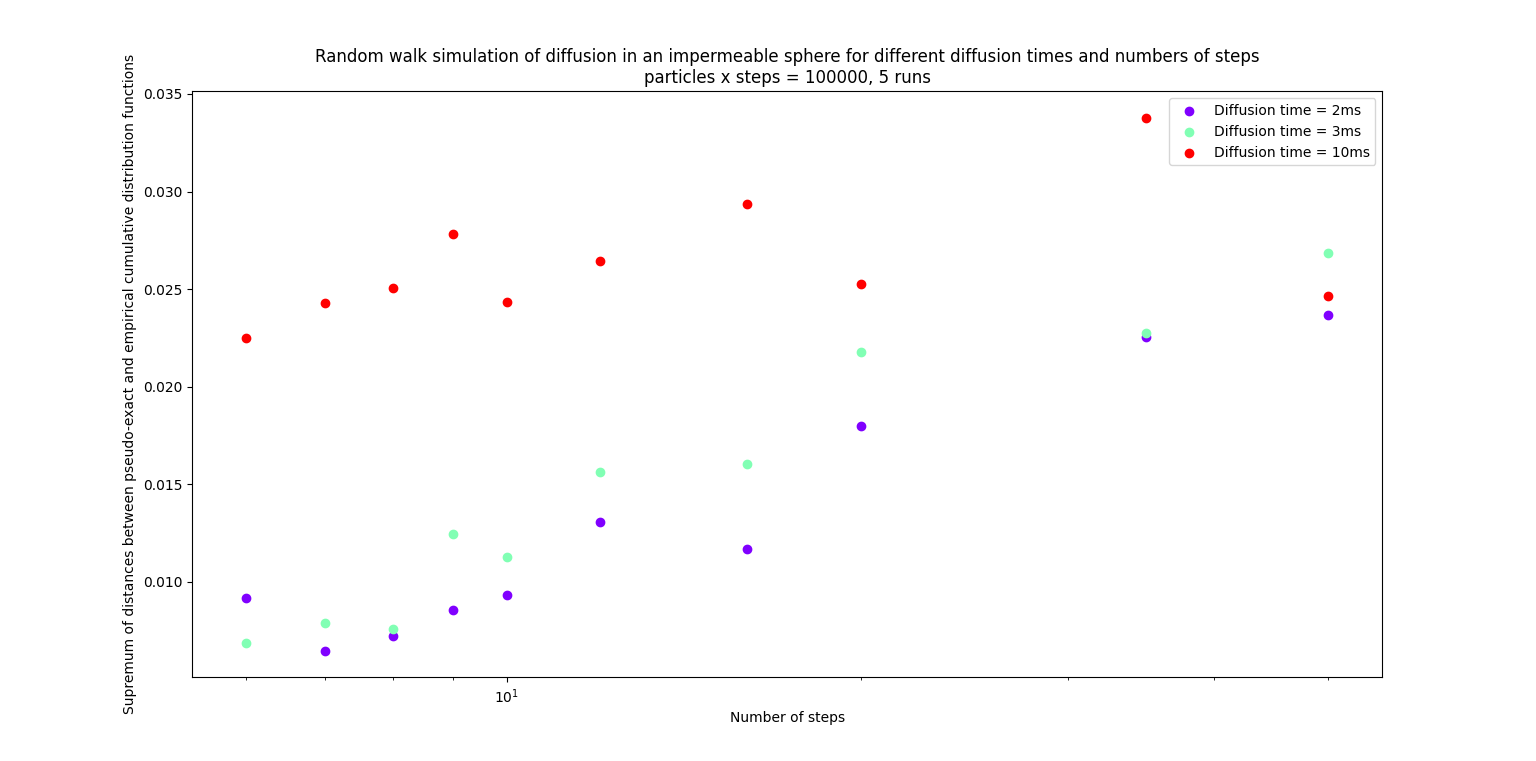 Random walk simulation of diffusion in an impermeable sphere for different diffusion times and numbers of steps
particles x steps = 100000, 5 runs
Supremum of distances between pseudo-exact and empirical cumulative distribution functions
0.035
0.030
0.025
0.020
0.015
0.010
Diffusion time = 2ms
Diffusion time = 3ms
Diffusion time = 10ms
10¹
Number of steps